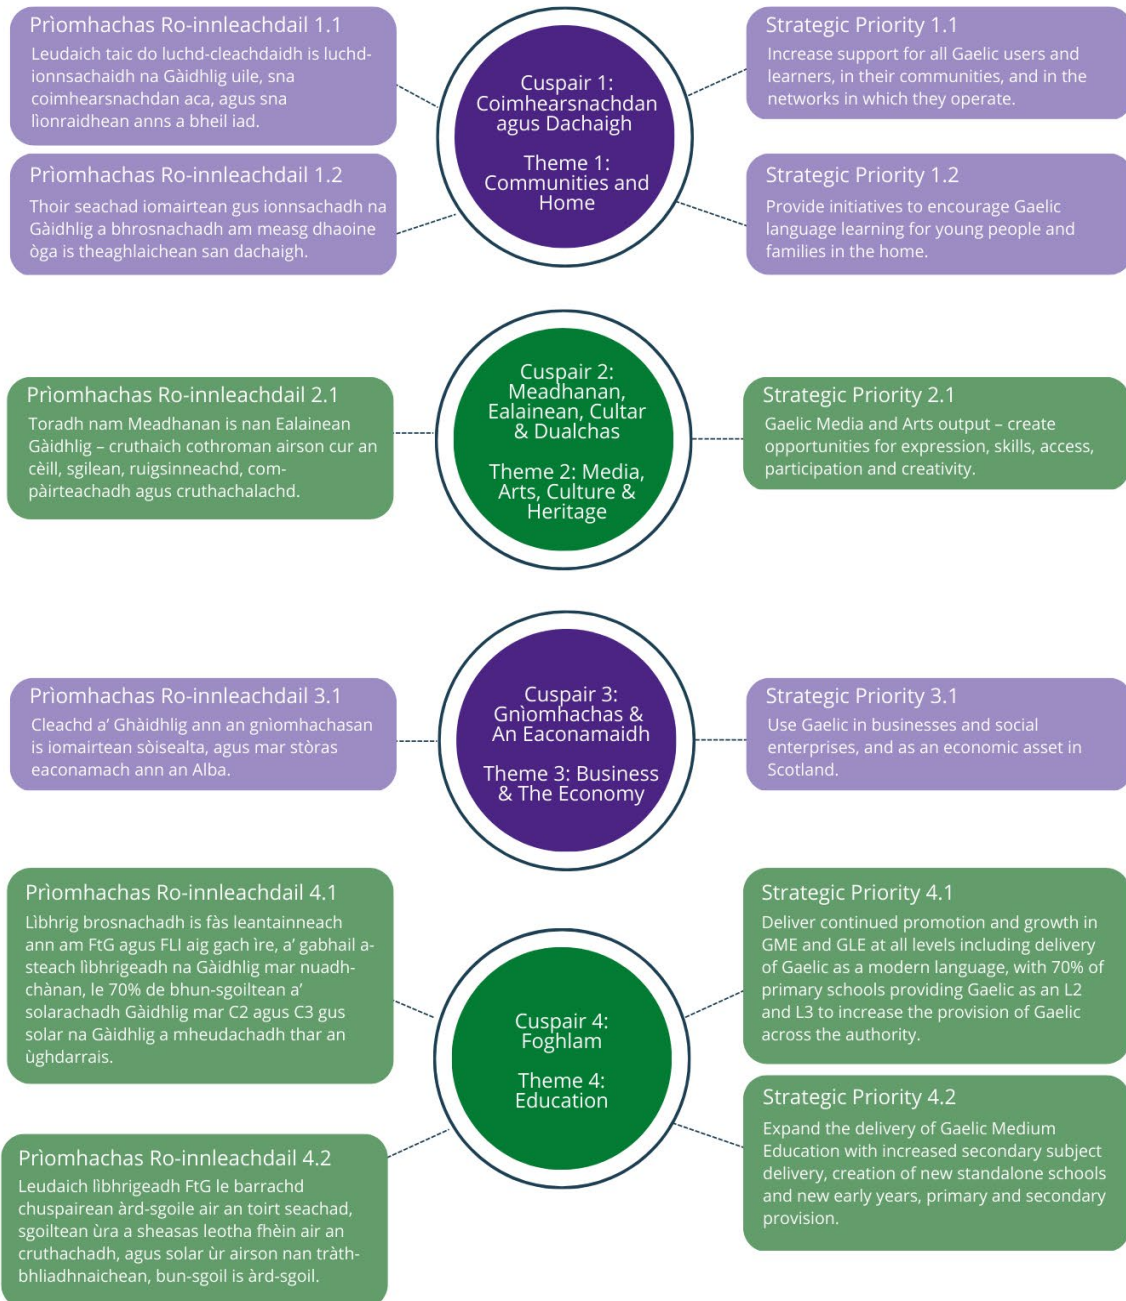 Prìomhachas Ro-innleachdail 1.1
Leudaich taic do luchd-cleachdaidh is luchd-
ionnsachaidh na Gàidhlig uile, sna
coimhearsnachdan aca, agus sna
lìonraidhean anns a bheil iad.
Prìomhachas Ro-innleachdail 1.2
Thoir seachad iomairtean gus ionnsachadh na
Gàidhlig a bhrosnachadh am measg dhaoine
òga is theaghlaichean san dachaigh.
Cuspair 1:
Coimhearsnachdan
agus Dachaigh
Theme 1:
Communities and
Home
Strategic Priority 1.1
Increase support for all Gaelic users and
learners, in their communities, and in the
networks in which they operate.
Strategic Priority 1.2
Provide initiatives to encourage Gaelic
language learning for young people and
families in the home.
Prìomhachas Ro-innleachdail 2.1
Toradh nam Meadhanan is nan Ealainean
Gàidhlig – cruthaich cothroman airson cur an
cèill, sgilean, ruigsinneachd, com-
pàirteachadh agus cruthachalachd.
Cuspair 2:
Meadhanan,
Ealainean, Cultar
& Dualchas
Theme 2: Media,
Arts, Culture &
Heritage
Strategic Priority 2.1
Gaelic Media and Arts output – create
opportunities for expression, skills, access,
participation and creativity.
Prìomhachas Ro-innleachdail 3.1
Cleachd a’ Ghàidhlig ann an gnìomhachasan
is iomairtean sòisealta, agus mar stòras
eaconamach ann an Alba.
Cuspair 3:
Gnìomhachas &
An Eaconamaidh
Theme 3: Business
& The Economy
Strategic Priority 3.1
Use Gaelic in businesses and social
enterprises, and as an economic asset in
Scotland.
Prìomhachas Ro-innleachdail 4.1
Lìbhrig brosnachadh is fàs leantainneach
ann am FtG agus FLI aig gach ìre, a’ gabhail a-
steach lìbhrigeadh na Gàidhlig mar nuadh-
chànan, le 70% de bhun-sgoiltean a’
solarachadh Gàidhlig mar C2 agus C3 gus
solar na Gàidhlig a mheudachadh thar an
ùghdarrais.
Prìomhachas Ro-innleachdail 4.2
Leudaich lìbhrigeadh FtG le barrachd
chuspairean àrd-sgoile air an toirt seachad,
sgoiltean ùra a sheasas leotha fhèin air an
cruthachadh, agus solar ùr airson nan tràth-
bhliadhnaichean, bun-sgoil is àrd-sgoil.
Cuspair 4:
Foghlam
Theme 4:
Education
Strategic Priority 4.1
Deliver continued promotion and growth in
GME and GLE at all levels including delivery
of Gaelic as a modern language, with 70% of
primary schools providing Gaelic as an L2
and L3 to increase the provision of Gaelic
across the authority.
Strategic Priority 4.2
Expand the delivery of Gaelic Medium
Education with increased secondary subject
delivery, creation of new standalone schools
and new early years, primary and secondary
provision.